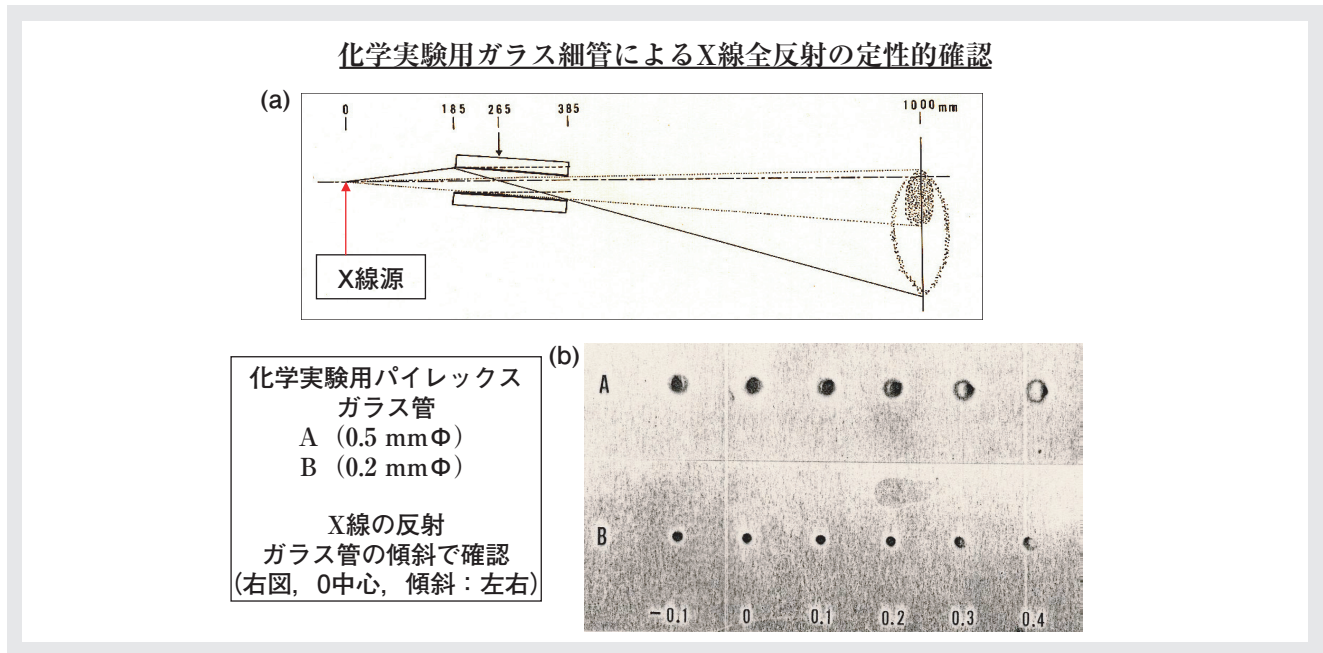 化学実験用ガラス細管によるX線全反射の定性的確認
(a)
0 185 265 385 1000 mm
X線源
化学実験用パイレックス
ガラス管
A （0.5 mmΦ）
B （0.2 mmΦ）
X線の反射
ガラス管の傾斜で確認
(右図，0中心，傾斜：左右)
(b)
A
B
−0.1 0 0.1 0.2 0.3 0.4